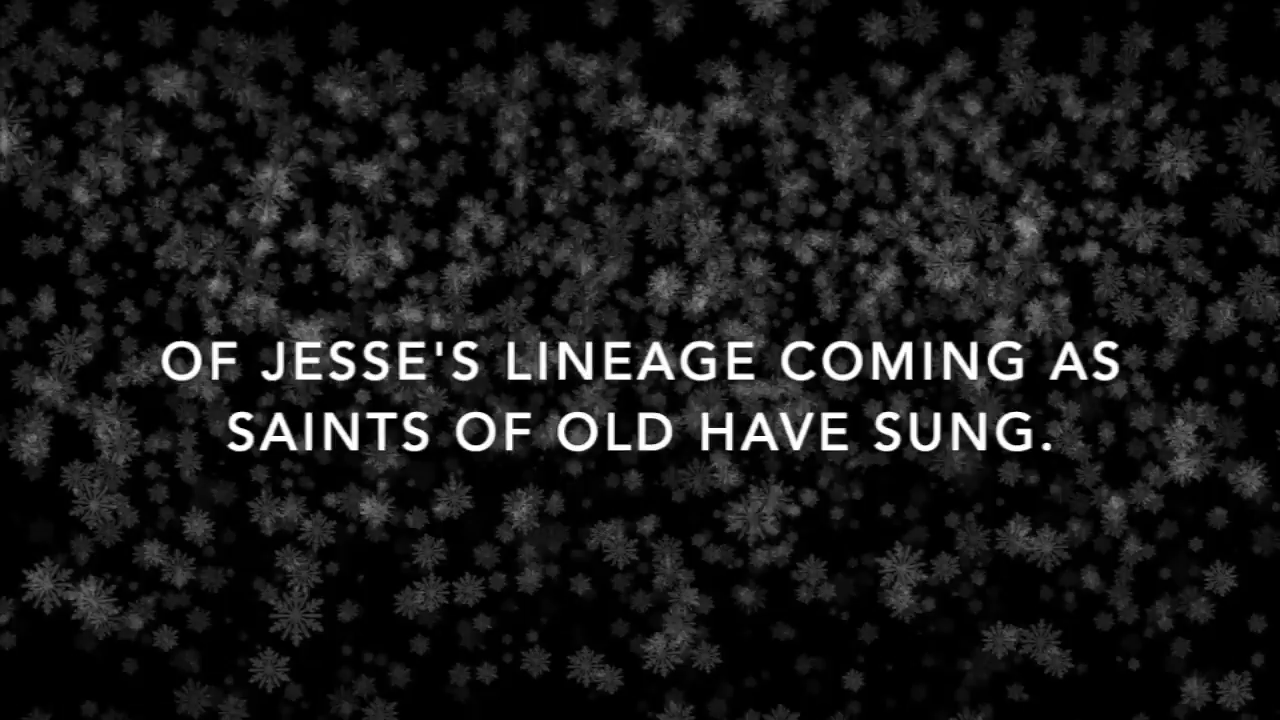 OF JESSE'S LINEAGE COMING AS
SAINTS OF OLD HAVE SUNG.